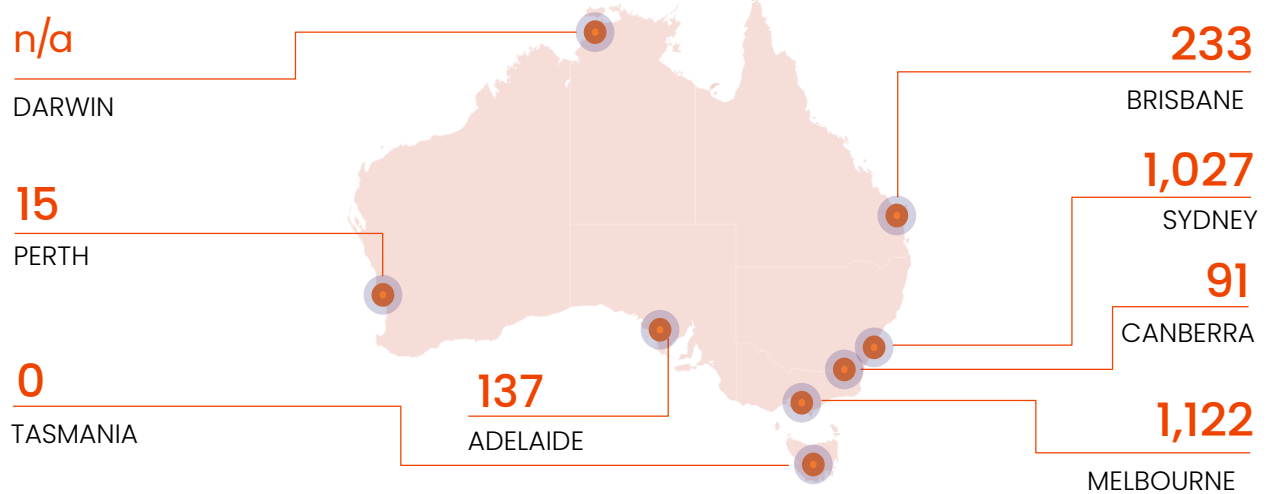 n/a
DARWIN
15
PERTH
0
TASMANIA
137
ADELAIDE
233
BRISBANE
1,027
SYDNEY
91
CANBERRA
1,122
MELBOURNE